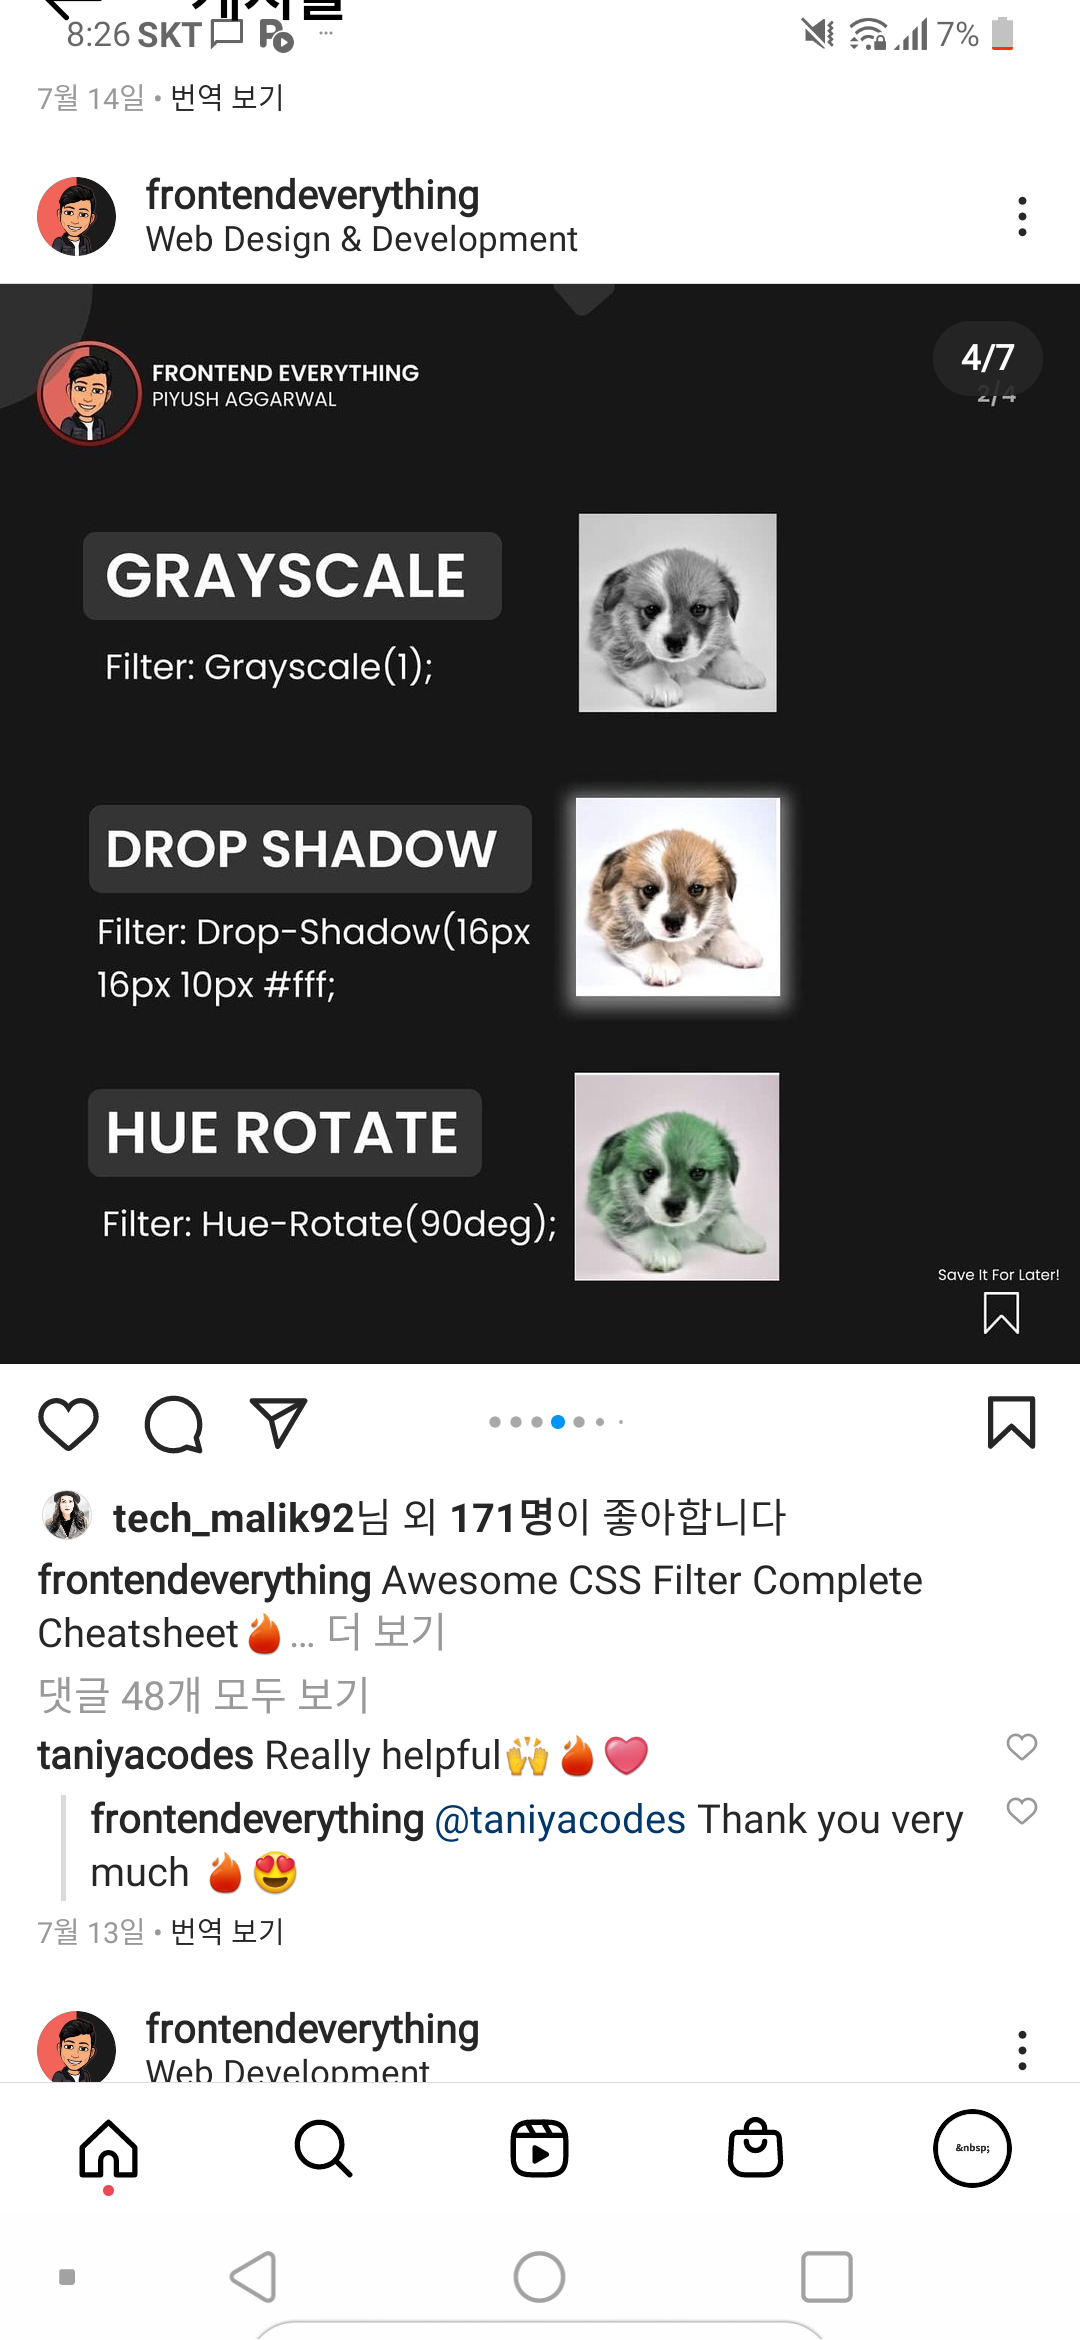 게시물
8:26 SKT 7%
7월 14일 • 번역 보기
frontendeverything
Web Design & Development
FRONTEND EVERYTHING
PIYUSH AGGARWAL
4/7
2/4
GRAYSCALE
Filter: Grayscale(1);
DROP SHADOW
Filter: Drop-Shadow(16px
16px 10px #fff;
HUE ROTATE
Filter: Hue-Rotate(90deg);
Save It For Later!
tech_malik92님 외 171명이 좋아합니다
frontendeverything Awesome CSS Filter Complete
Cheatsheet🔥... 더 보기
댓글 48개 모두 보기
taniyacodes Really helpful🙌🔥❤️
frontendeverything @taniyacodes Thank you very
much 🔥😍
7월 13일 • 번역 보기
frontendeverything
Web Development
&nbsp;